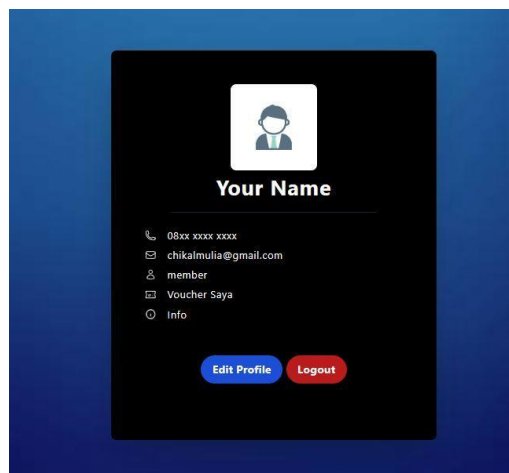 Your Name
08xx xxxx xxxx
chikalmulia@gmail.com
member
Voucher Saya
Info
Edit Profile Logout